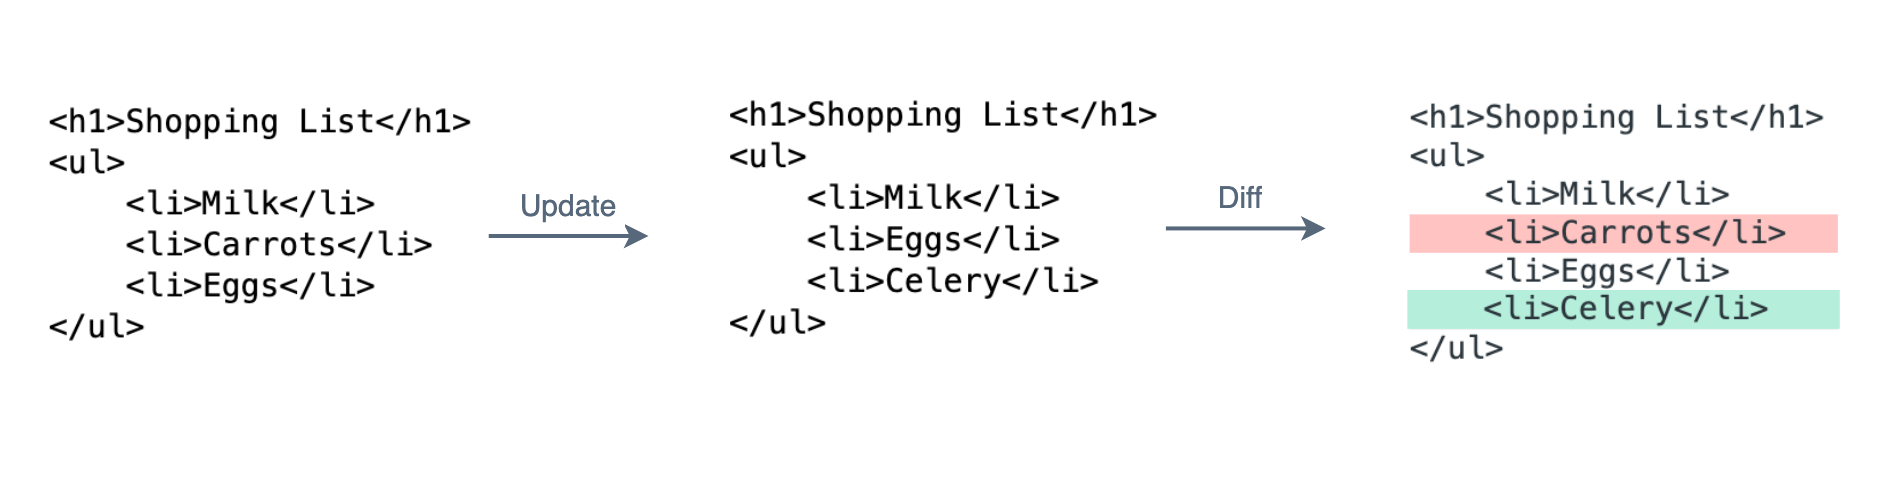 <h1>Shopping List</h1>
<ul>
    <li>Milk</li>
    <li>Carrots</li>
    <li>Eggs</li>
</ul>
Update
<h1>Shopping List</h1>
<ul>
    <li>Milk</li>
    <li>Eggs</li>
    <li>Celery</li>
</ul>
Diff
<h1>Shopping List</h1>
<ul>
    <li>Milk</li>
    <li>Carrots</li>
    <li>Eggs</li>
    <li>Celery</li>
</ul>